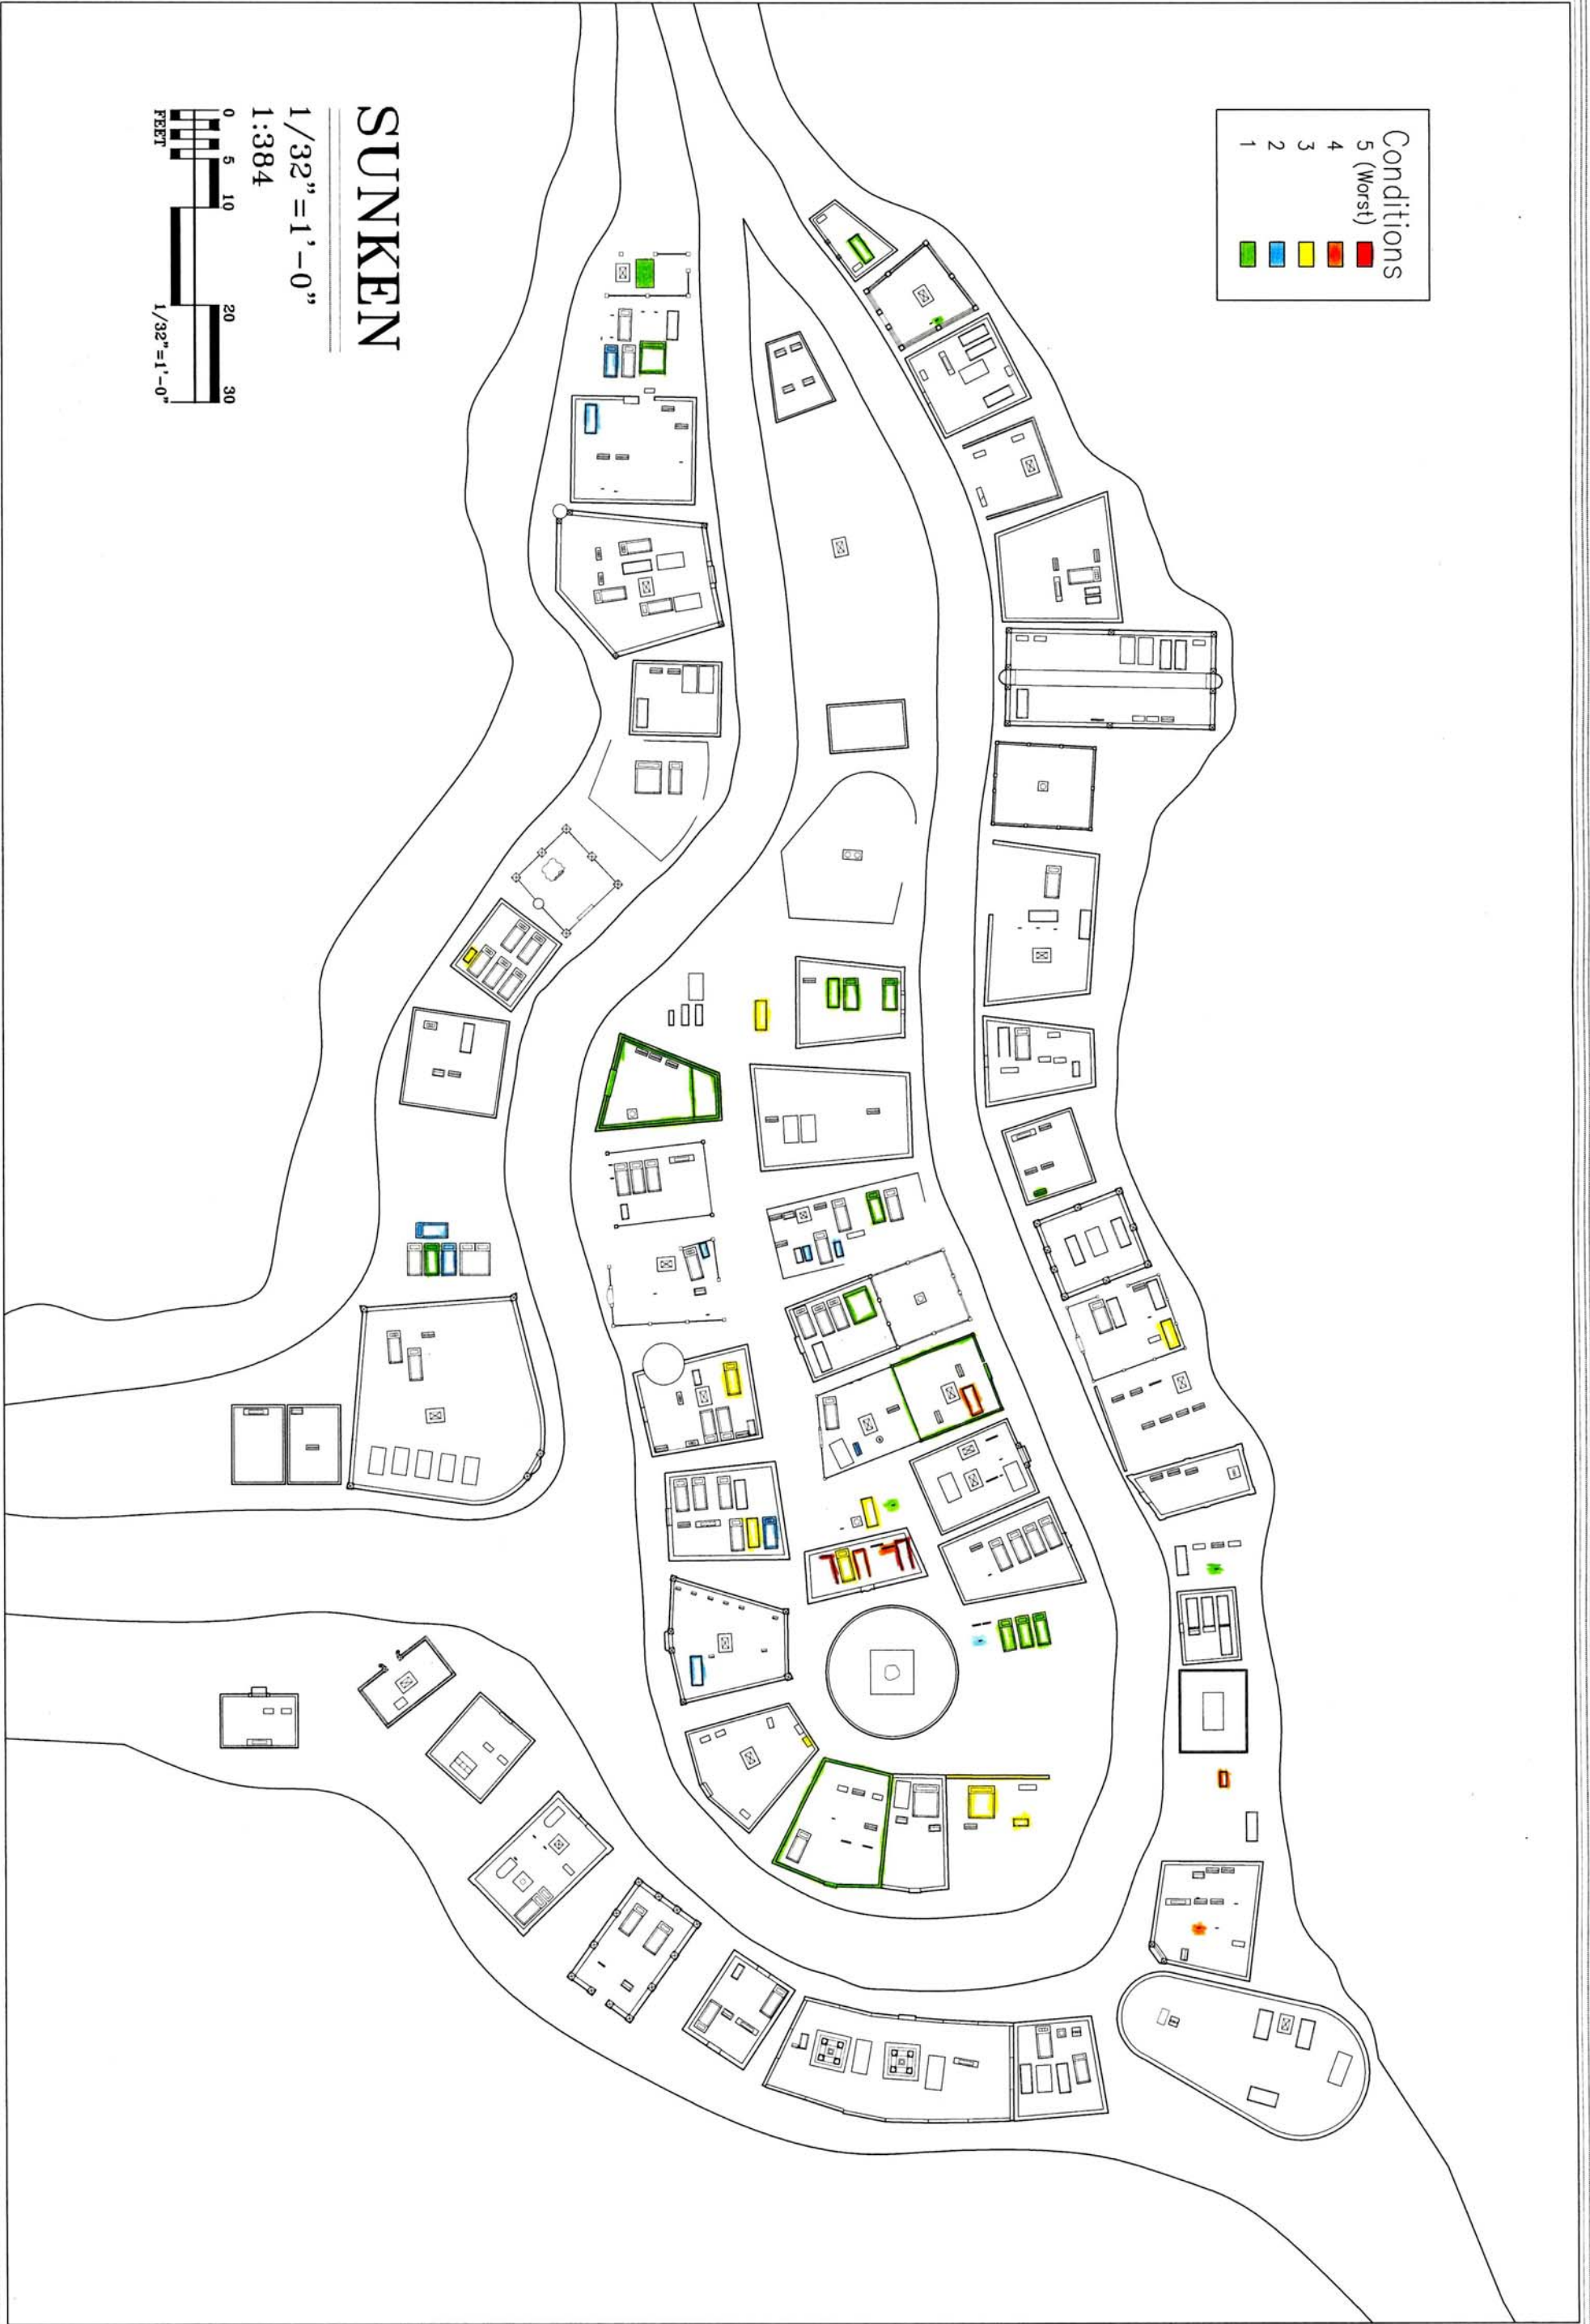 Conditions
5 (Worst)
4
3
2
1
SUNKEN
1/32"=1'-0"
1:384
0 5 10 20 30
FEET
1/32"=1'-0"